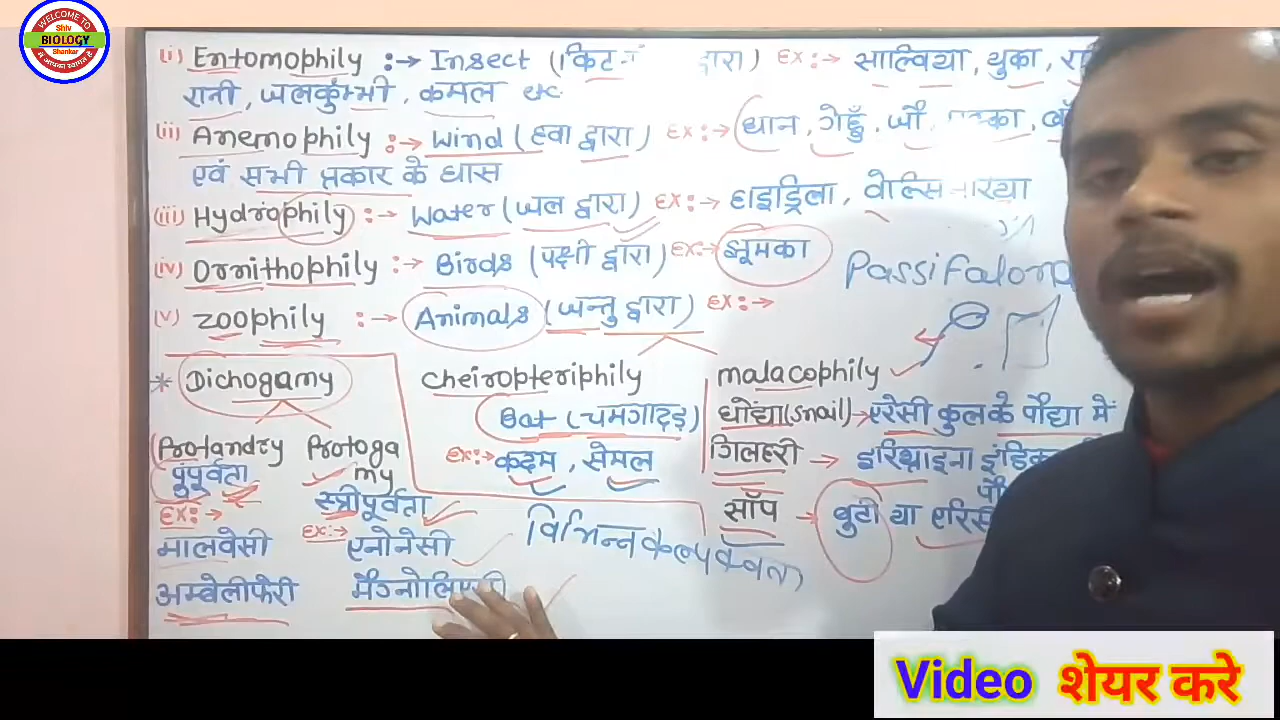 WELCOME TO
Shiv
BIOLOGY
Shankar
(i) Entomophily :→ Insect (किट द्वारा) Ex:→ साल्विया, युका,
रानी, जलकुंम्भी, कमल etc.
(ii) Anemophily :→ Wind (हवा द्वारा) Ex:→ धान, गेहूँ, जौ,
एवं सभी प्रकार के घास
(iii) Hydrophily :→ Water (जल द्वारा) Ex:→ हाइड्रिला,
(iv) Ornithophily :→ Birds (पक्षी द्वारा) Ex:→ झूमका
Passifalora
(v) zoophily :→ Animals (जन्तु द्वारा) Ex:→
* Dichogamy
Protandry Protogamy
पुंपूर्वता
स्त्रीपूर्वता
Ex:→ Ex:→
मालवेसी एनोनेसी
अम्बेलीफेरी
cheiropteriphily
Bat (चमगादड़)
Ex:→ कदम, सेमल
malacophily
घोंघा (snail) → एरेसी कुल के पौधा में
गिलहरी →
साँप →
Video शेयर करे